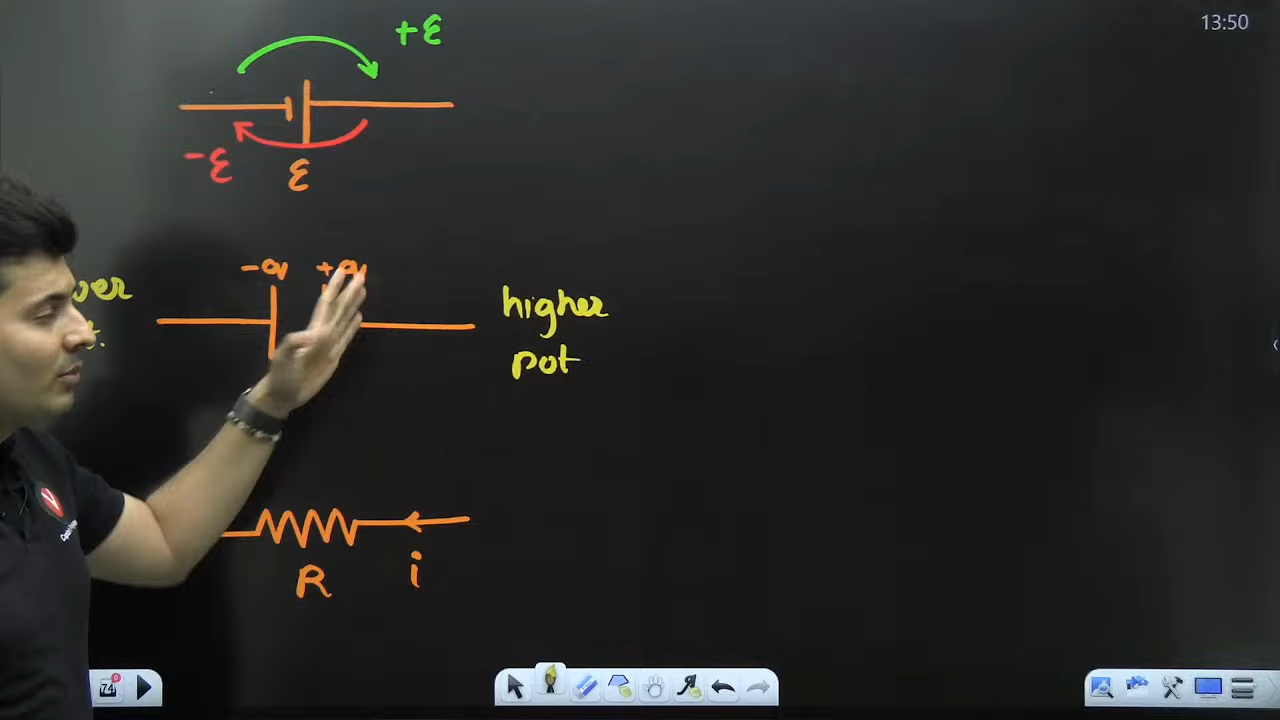 13:50
+ε
-ε
ε
-q +q
higher
pot
R
i